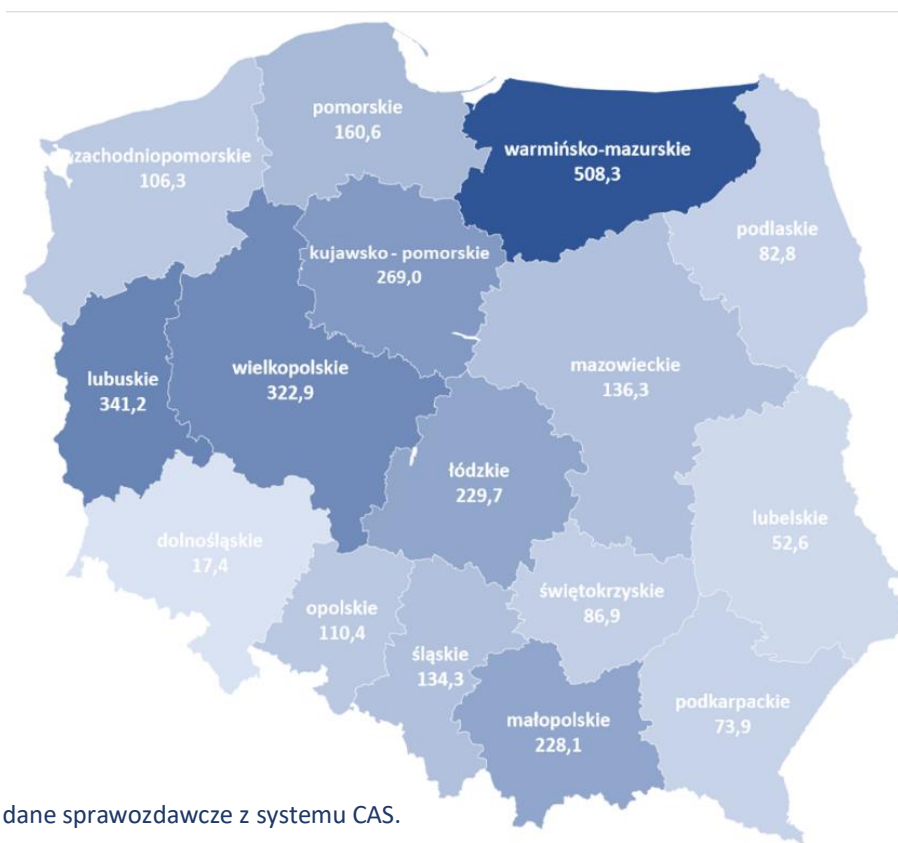 pomorskie
160,6
warmińsko-mazurskie
508,3
zachodniopomorskie
106,3
podlaskie
82,8
kujawsko - pomorskie
269,0
mazowieckie
136,3
wielkopolskie
322,9
lubuskie
341,2
łódzkie
229,7
lubelskie
52,6
dolnośląskie
17,4
świętokrzyskie
86,9
opolskie
110,4
śląskie
134,3
podkarpackie
73,9
małopolskie
228,1
dane sprawozdawcze z systemu CAS.